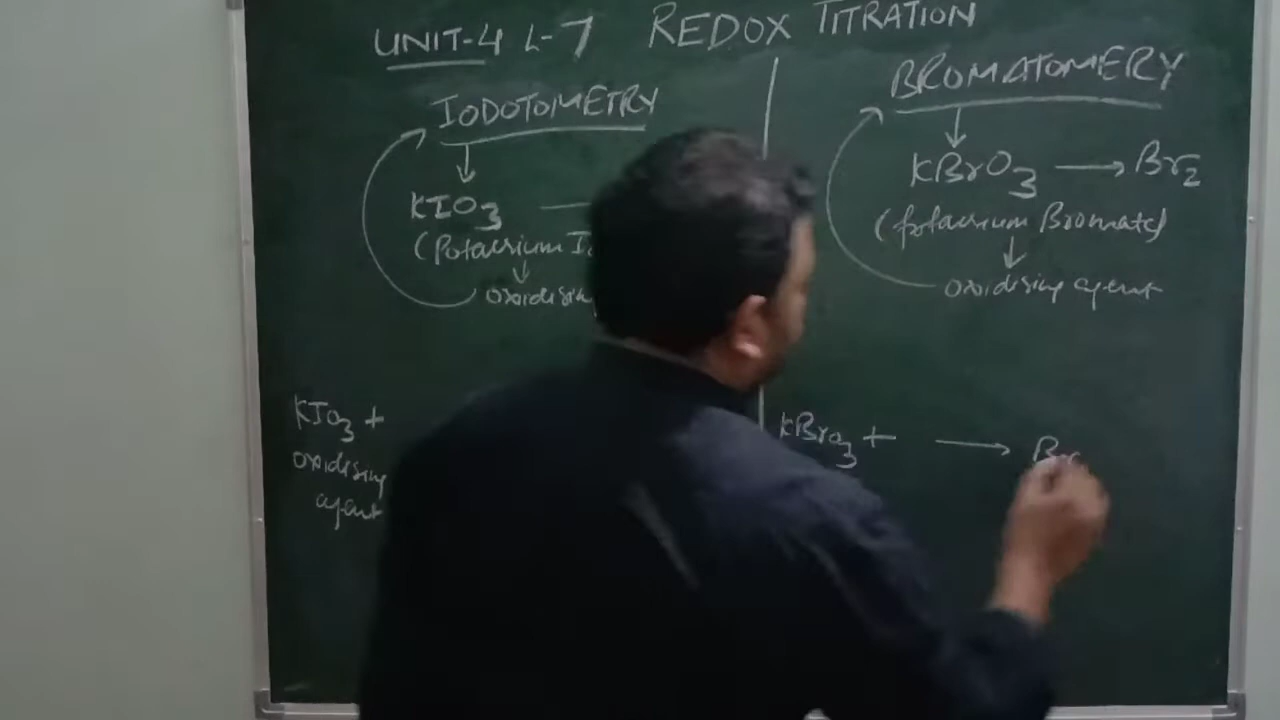 UNIT-4 L-7 REDOX TITRATION
IODOTOMETRY
KIO3
(Potassium
KIO3 +
oxidising
agent
BROMATOMERY
KBrO3 → Br2
(Potassium Bromate)
oxidising agent
KBrO3 + → Br